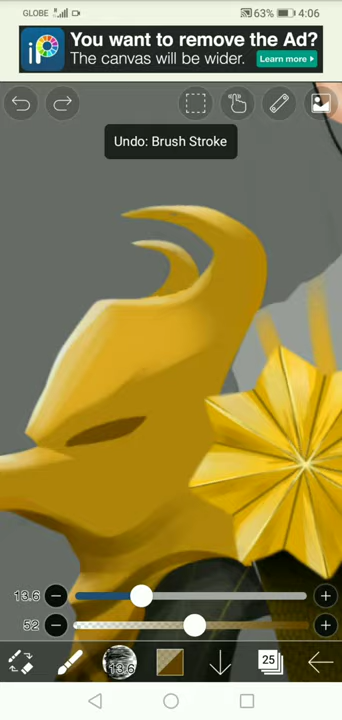 GLOBE 63% 4:06
iP You want to remove the Ad?
The canvas will be wider. Learn more
Undo: Brush Stroke
13.6
52
13.6 25